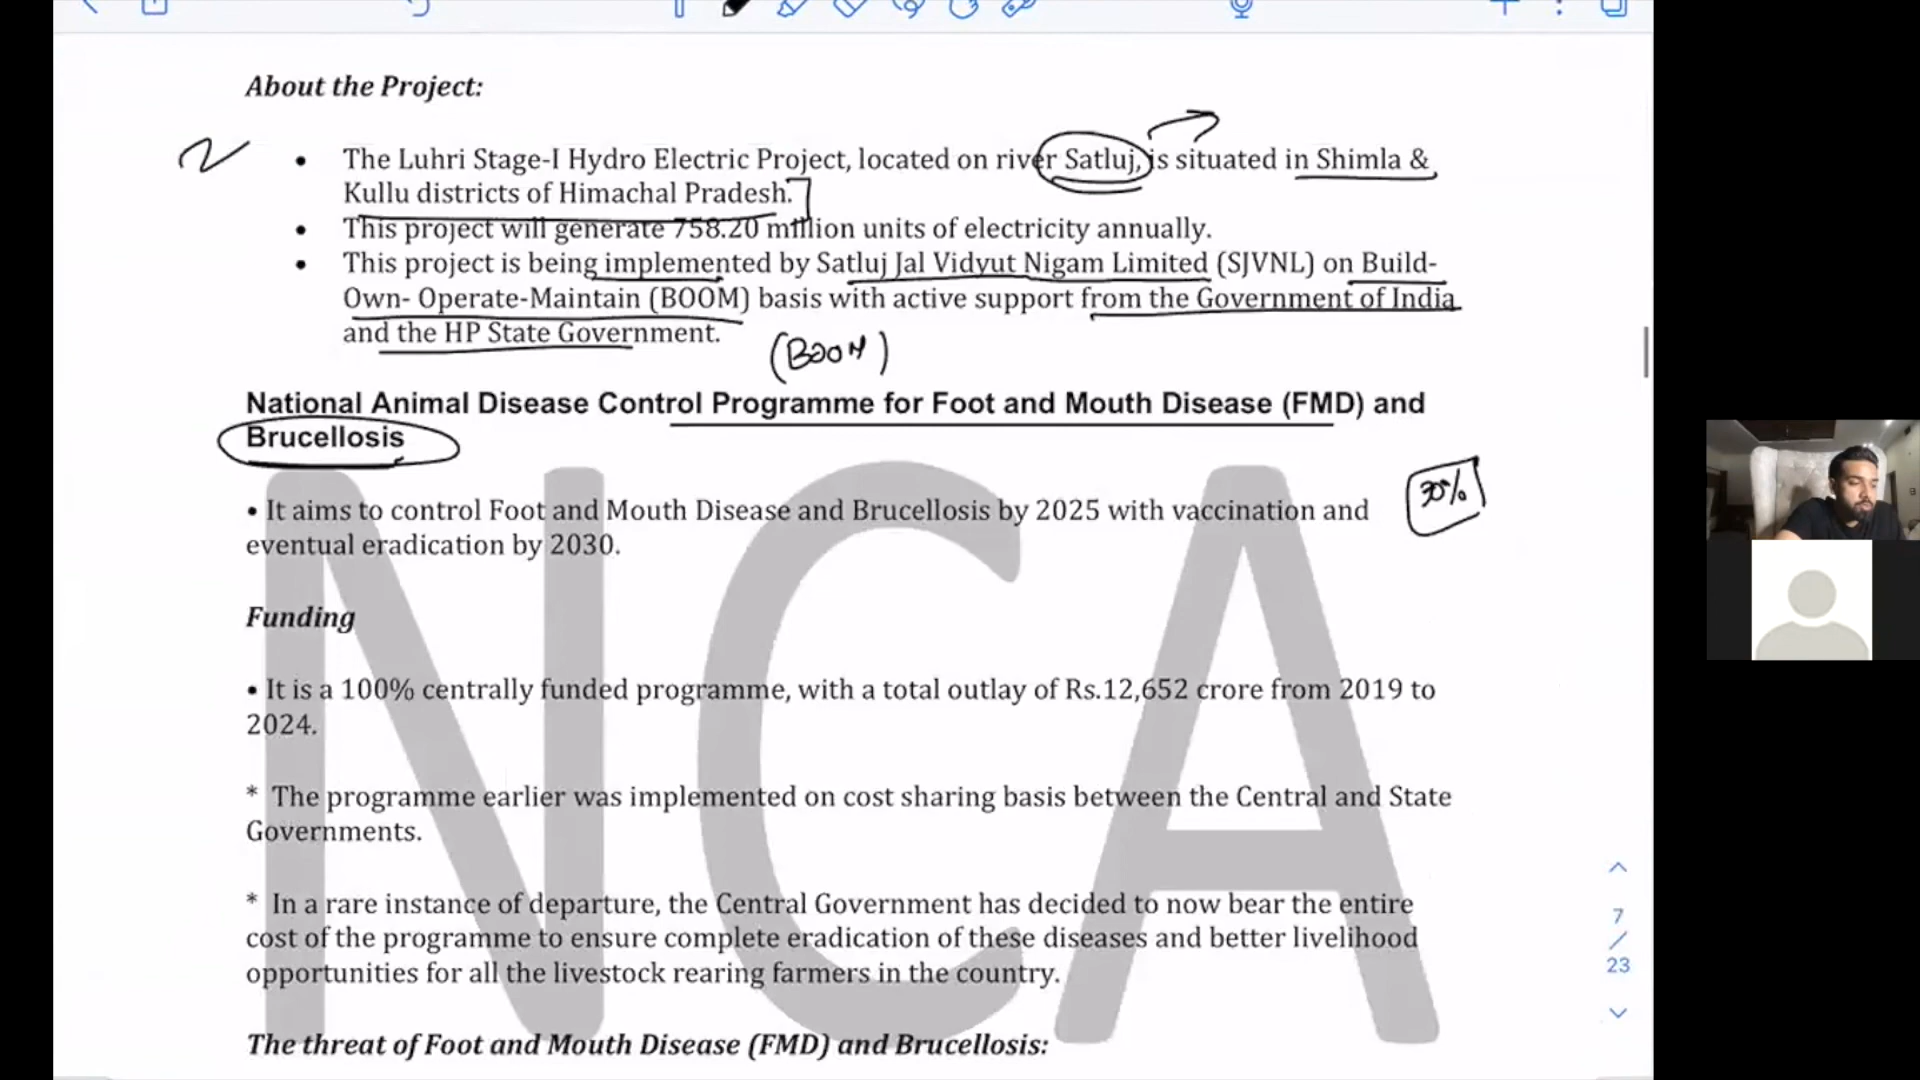 About the Project:
• The Luhri Stage-I Hydro Electric Project, located on river Satluj, is situated in Shimla &
Kullu districts of Himachal Pradesh.
• This project will generate 758.20 million units of electricity annually.
• This project is being implemented by Satluj Jal Vidyut Nigam Limited (SJVNL) on Build-
Own- Operate-Maintain (BOOM) basis with active support from the Government of India
and the HP State Government.
(BOOM)
National Animal Disease Control Programme for Foot and Mouth Disease (FMD) and
Brucellosis
30%
• It aims to control Foot and Mouth Disease and Brucellosis by 2025 with vaccination and
eventual eradication by 2030.
Funding
• It is a 100% centrally funded programme, with a total outlay of Rs.12,652 crore from 2019 to
2024.
* The programme earlier was implemented on cost sharing basis between the Central and State
Governments.
* In a rare instance of departure, the Central Government has decided to now bear the entire
cost of the programme to ensure complete eradication of these diseases and better livelihood
opportunities for all the livestock rearing farmers in the country.
The threat of Foot and Mouth Disease (FMD) and Brucellosis:
NCA
7
/
23